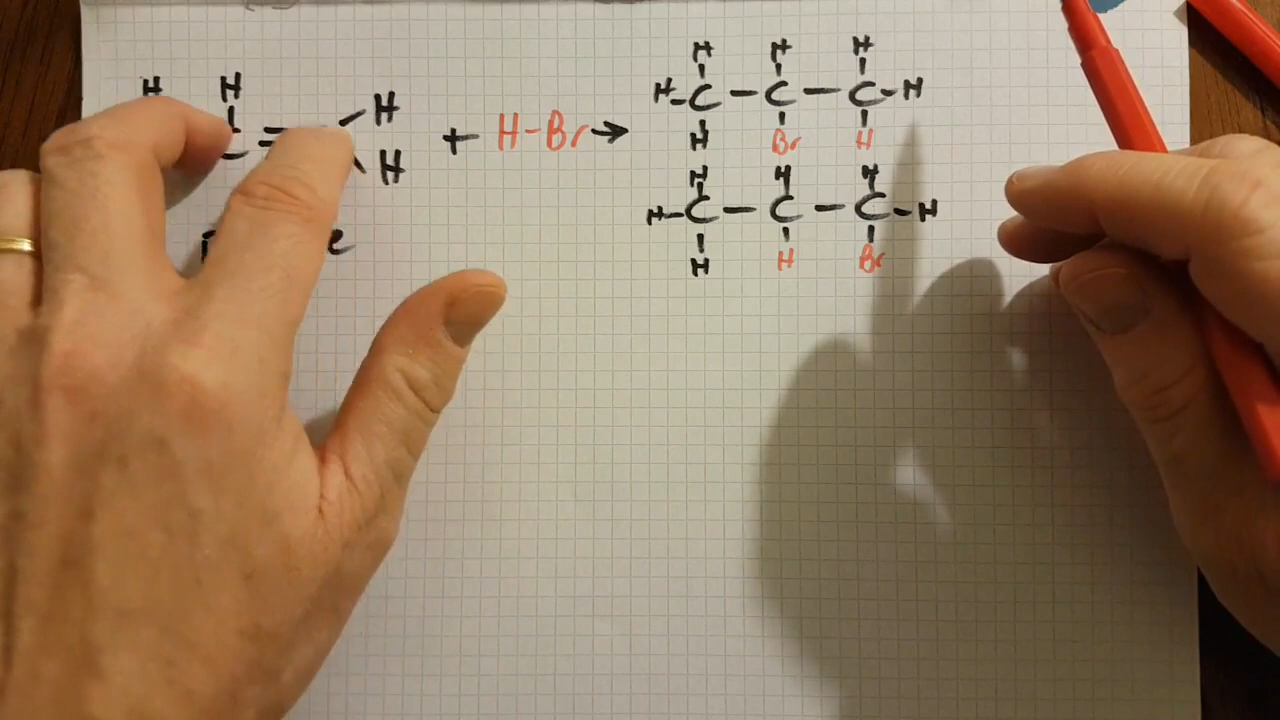 H H H H H
H - C - C - C - H
H = H + H-Br → H Br H
H H H H
H - C - C - C - H
H H Br